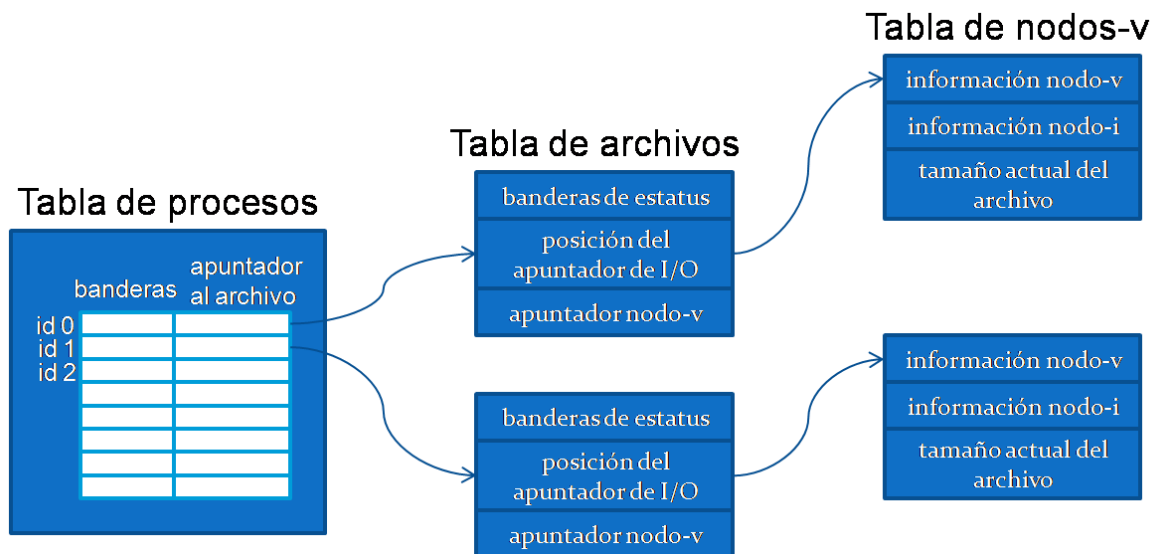 Tabla de procesos
banderas
apuntador
al archivo
id 0
id 1
id 2
Tabla de archivos
banderas de estatus
posición del
apuntador de I/O
apuntador nodo-v
banderas de estatus
posición del
apuntador de I/O
apuntador nodo-v
Tabla de nodos-v
información nodo-v
información nodo-i
tamaño actual del
archivo
información nodo-v
información nodo-i
tamaño actual del
archivo